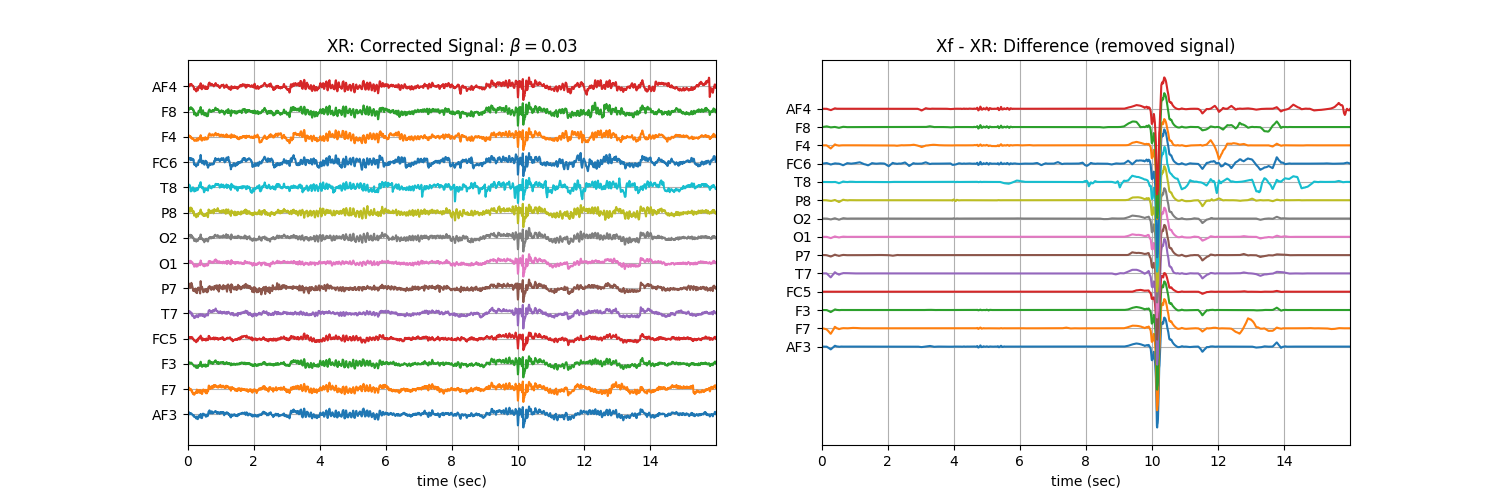 XR: Corrected Signal: β = 0.03
AF4
F8
F4
FC6
T8
P8
O2
O1
P7
T7
FC5
F3
F7
AF3
0 2 4 6 8 10 12 14
time (sec)
Xf - XR: Difference (removed signal)
AF4
F8
F4
FC6
T8
P8
O2
O1
P7
T7
FC5
F3
F7
AF3
0 2 4 6 8 10 12 14
time (sec)